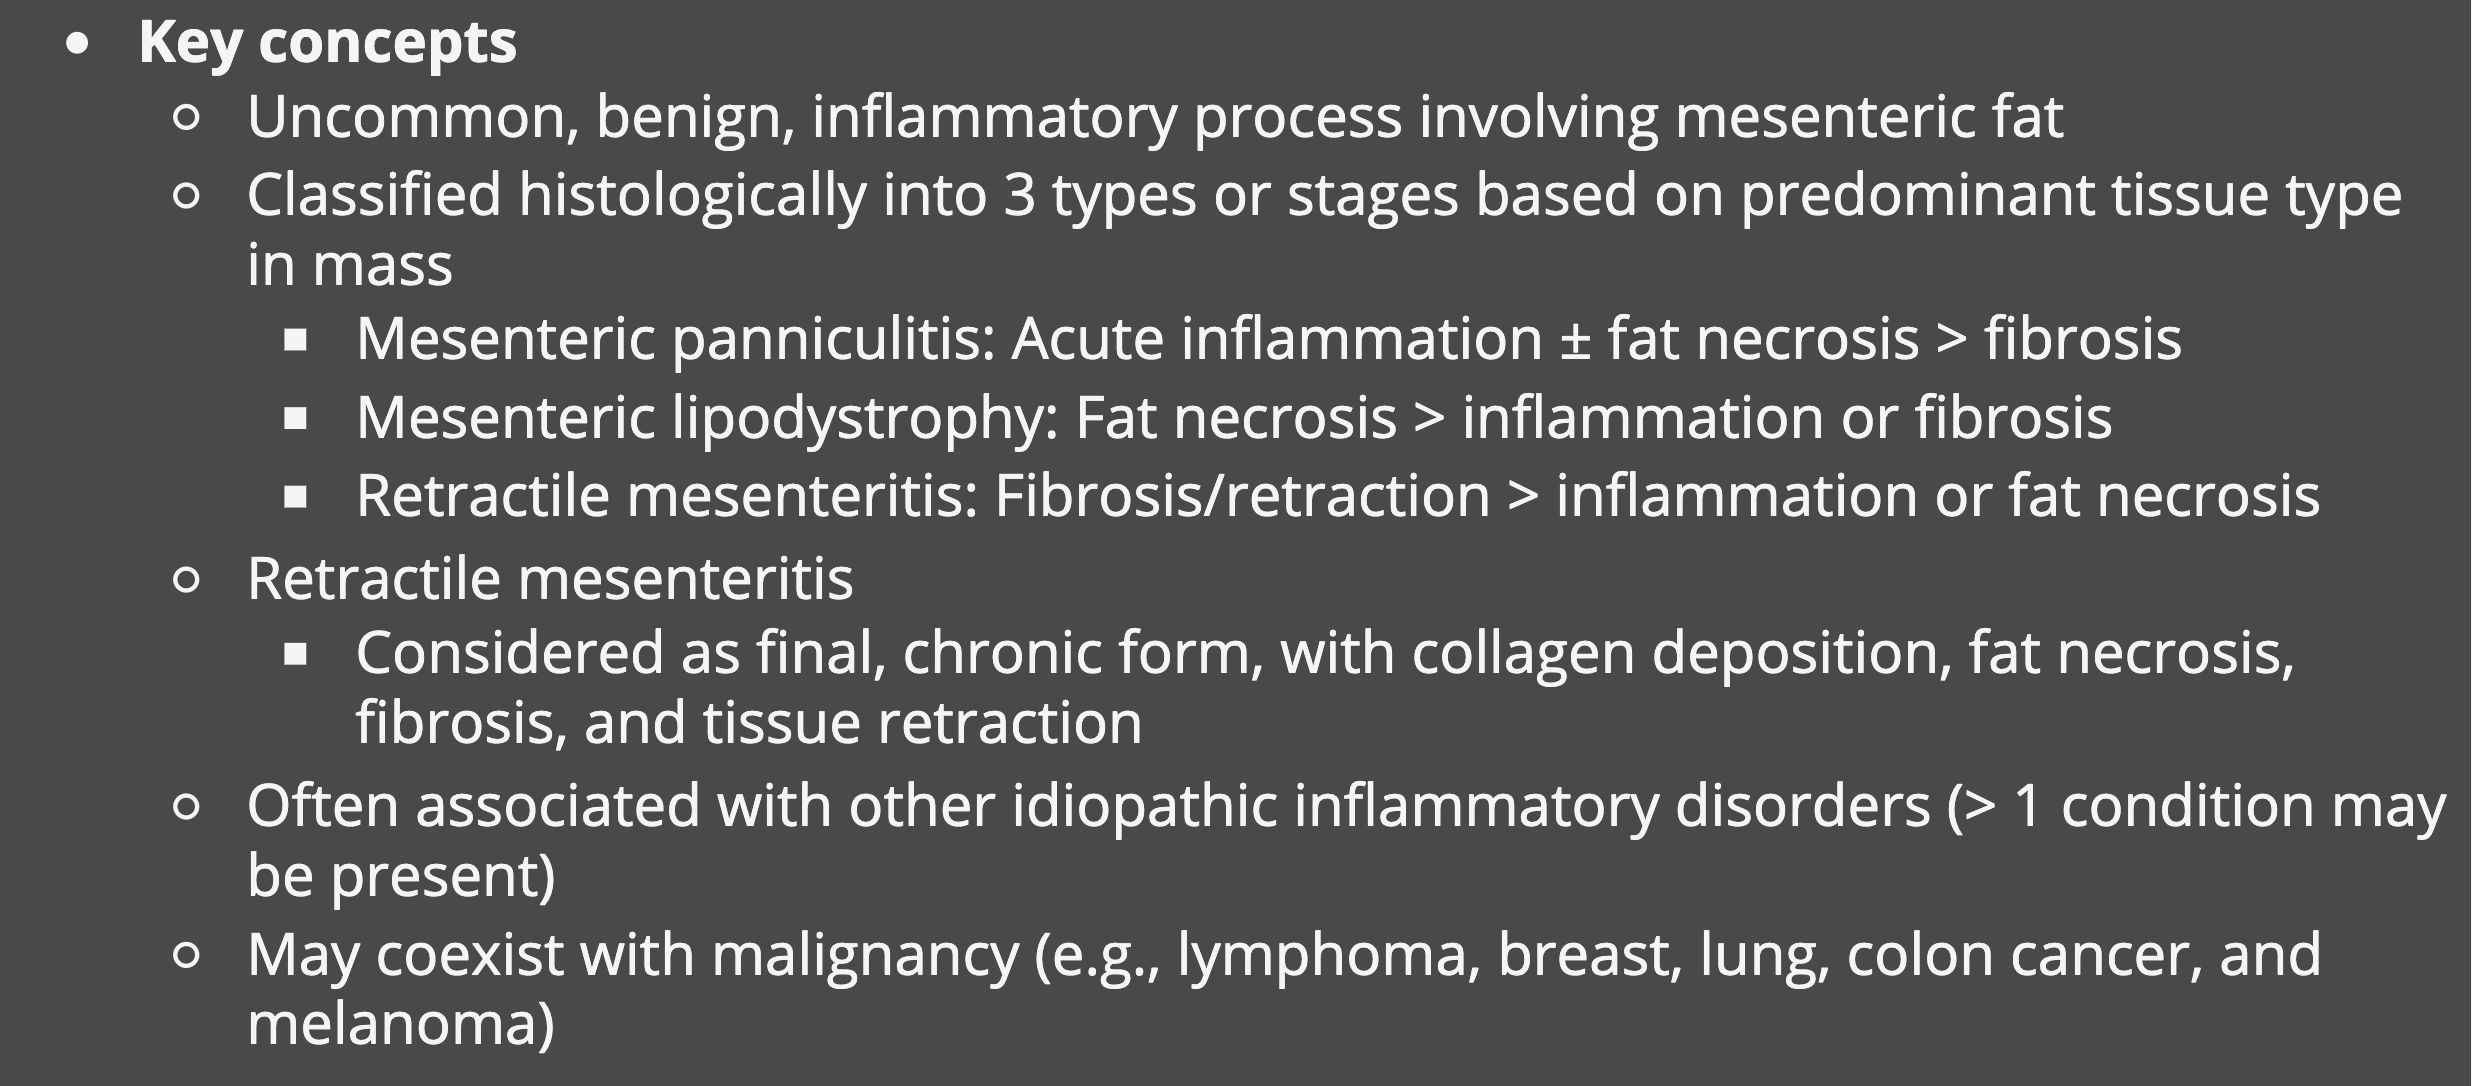 Key concepts
Uncommon, benign, inflammatory process involving mesenteric fat
Classified histologically into 3 types or stages based on predominant tissue type
in mass
Mesenteric panniculitis: Acute inflammation ± fat necrosis > fibrosis
Mesenteric lipodystrophy: Fat necrosis > inflammation or fibrosis
Retractile mesenteritis: Fibrosis/retraction > inflammation or fat necrosis
Retractile mesenteritis
Considered as final, chronic form, with collagen deposition, fat necrosis,
fibrosis, and tissue retraction
Often associated with other idiopathic inflammatory disorders (> 1 condition may
be present)
May coexist with malignancy (e.g., lymphoma, breast, lung, colon cancer, and
melanoma)